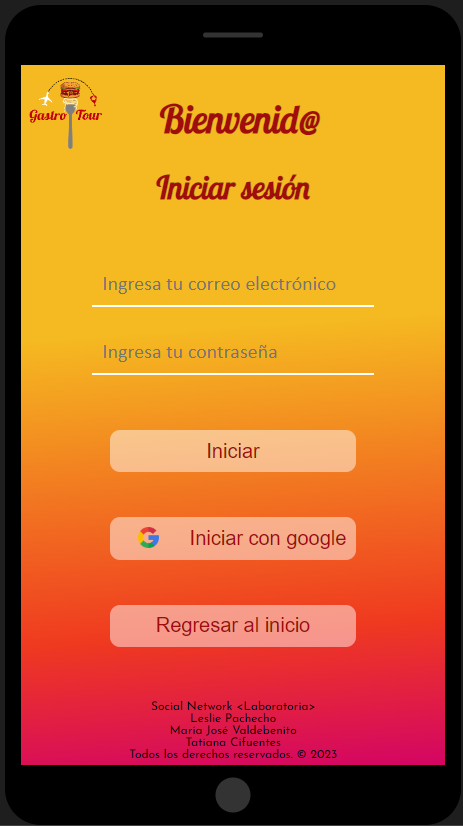 Gastro Tour
Bienvenid@
Iniciar sesión
Ingresa tu correo electrónico
Ingresa tu contraseña
Iniciar
Iniciar con google
Regresar al inicio
Social Network <Laboratoria>
Leslie Pachecho
Maria José Valdebenito
Tatiana Cifuentes
Todos los derechos reservados. © 2023